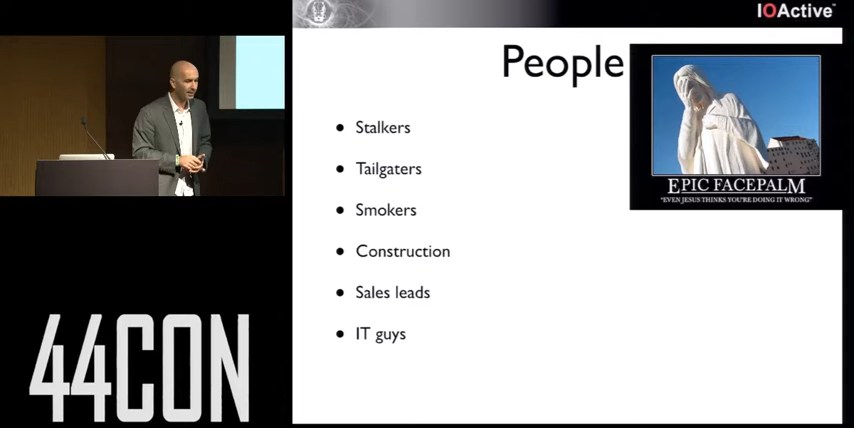 IOActive™
People
EPIC FACEPALM
"EVEN JESUS THINKS YOU'RE DOING IT WRONG"
• Stalkers
• Tailgaters
• Smokers
• Construction
• Sales leads
• IT guys
44CON